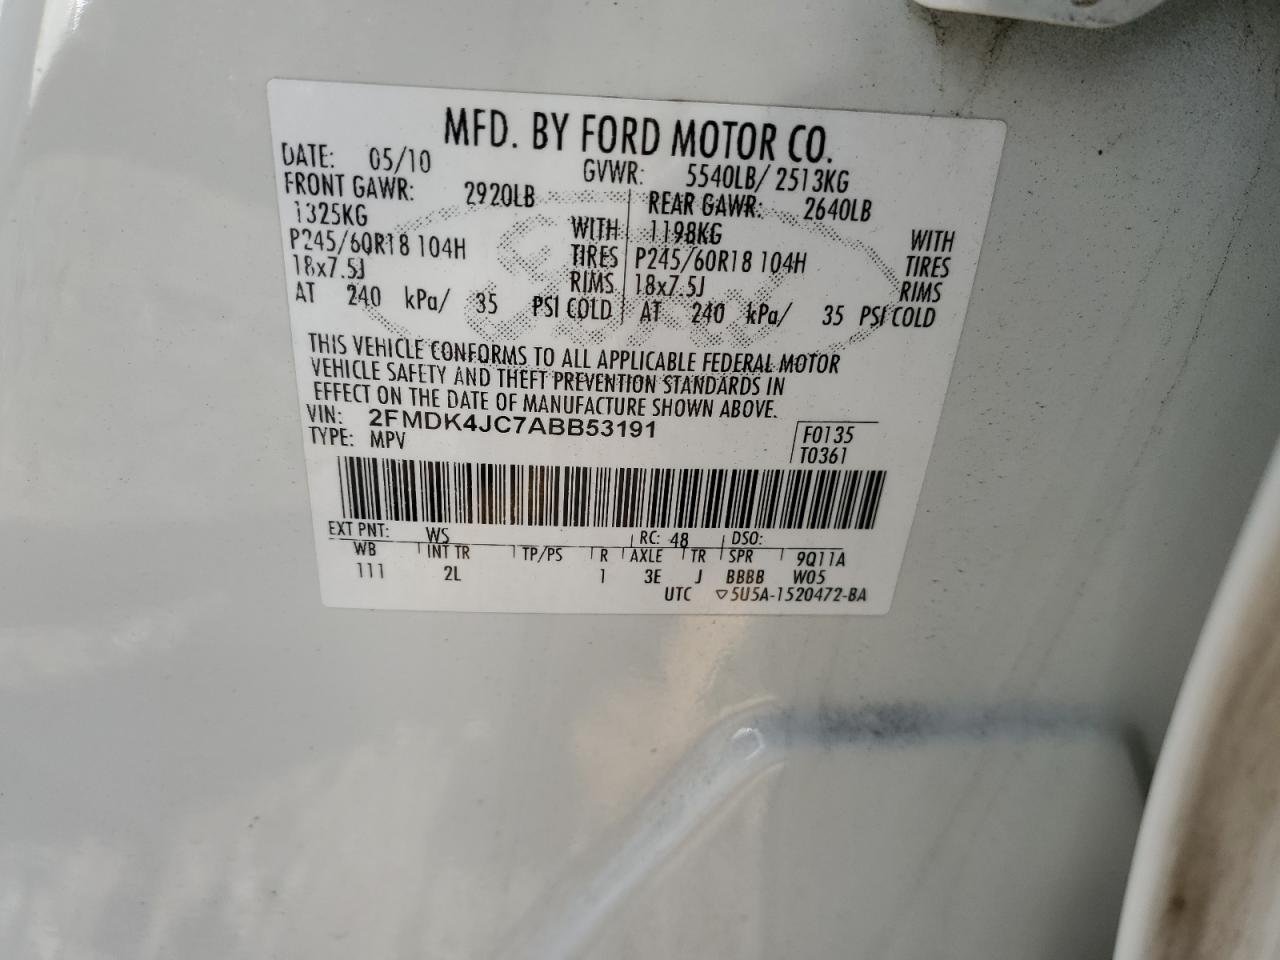 MFD. BY FORD MOTOR CO.
DATE: 05/10 GVWR: 5540LB/ 2513KG
FRONT GAWR: 2920LB REAR GAWR: 2640LB
1325KG WITH 1198KG WITH
P245/60R18 104H TIRES P245/60R18 104H TIRES
18x7.5J RIMS 18x7.5J RIMS
AT 240 kPa/ 35 PSI COLD AT 240 kPa/ 35 PSI COLD
THIS VEHICLE CONFORMS TO ALL APPLICABLE FEDERAL MOTOR
VEHICLE SAFETY AND THEFT PREVENTION STANDARDS IN
EFFECT ON THE DATE OF MANUFACTURE SHOWN ABOVE.
VIN: 2FMDK4JC7ABB53191 F0135
TYPE: MPV T0361
EXT PNT: WS RC: 48 DSO:
WB INT TR TP/PS R AXLE TR SPR 9Q11A
111 2L 1 3E J BBBB W05
UTC ▽5U5A-1520472-BA